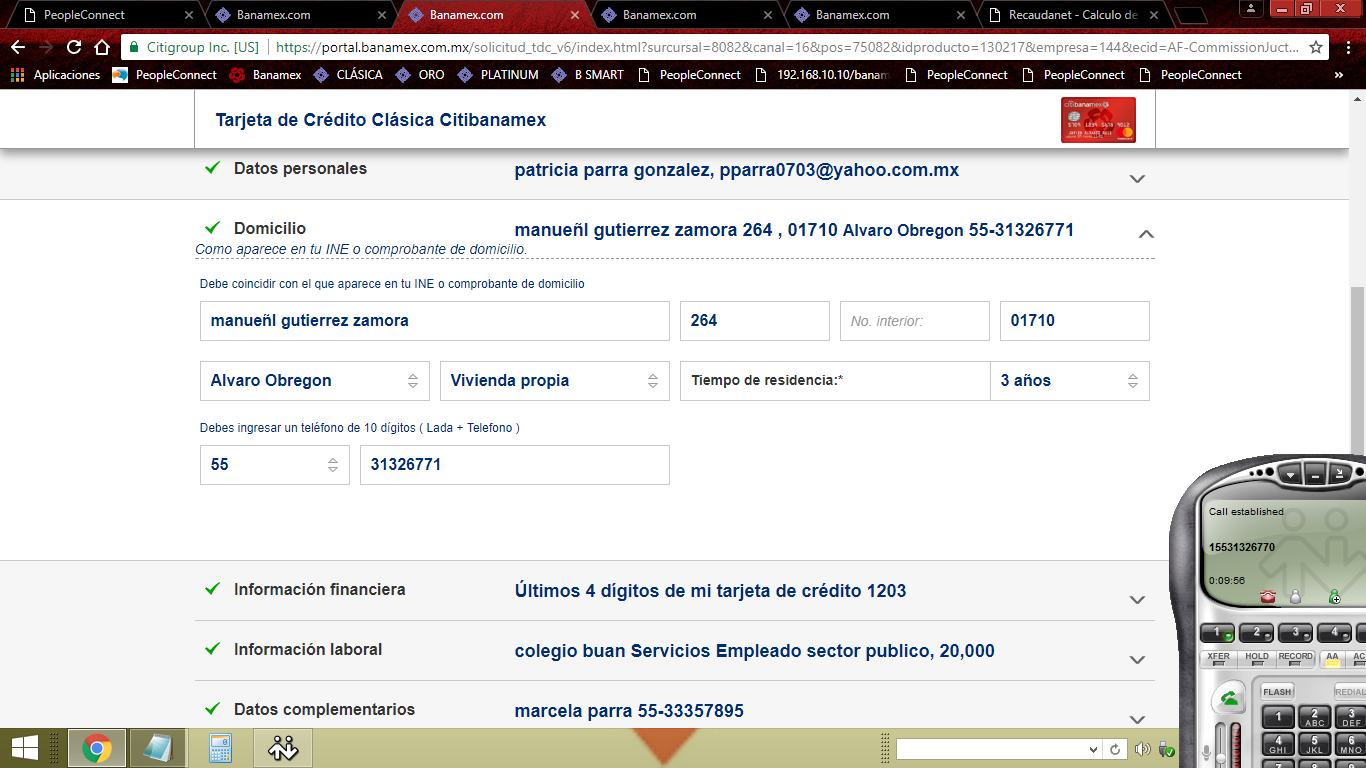 PeopleConnect Banamex.com Banamex.com Banamex.com Banamex.com Recaudanet - Calculo de
Citigroup Inc. [US] https://portal.banamex.com.mx/solicitud_tdc_v6/index.html?sursursal=8082&canal=16&pos=75082&idproducto=130217&empresa=144&ecid=AF-CommissionJuct...
Aplicaciones PeopleConnect Banamex CLÁSICA ORO PLATINUM B SMART PeopleConnect 192.168.10.10/banam PeopleConnect PeopleConnect PeopleConnect »
Tarjeta de Crédito Clásica Citibanamex
citibanamex
Datos personales patricia parra gonzalez, pparra0703@yahoo.com.mx
Domicilio manueñl gutierrez zamora 264 , 01710 Alvaro Obregon 55-31326771
Como aparece en tu INE o comprobante de domicilio.
Debe coincidir con el que aparece en tu INE o comprobante de domicilio
manueñl gutierrez zamora 264 No. interior: 01710
Alvaro Obregon Vivienda propia Tiempo de residencia:* 3 años
Debes ingresar un teléfono de 10 dígitos ( Lada + Telefono )
55 31326771
Información financiera Últimos 4 dígitos de mi tarjeta de crédito 1203
Información laboral colegio buan Servicios Empleado sector publico, 20,000
Datos complementarios marcela parra 55-33357895
Call established
15531326770
0:09:56
1 2 3 4
XFER HOLD RECORD AA AC
FLASH REDIAL
1 2 ABC 3 DEF
4 GHI 5 JKL 6 MNO
7 8 9